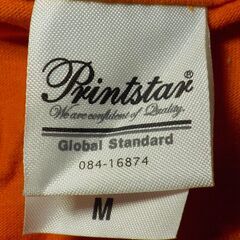 Printstar
We are confident of Quality.
Global Standard
084-16874
M